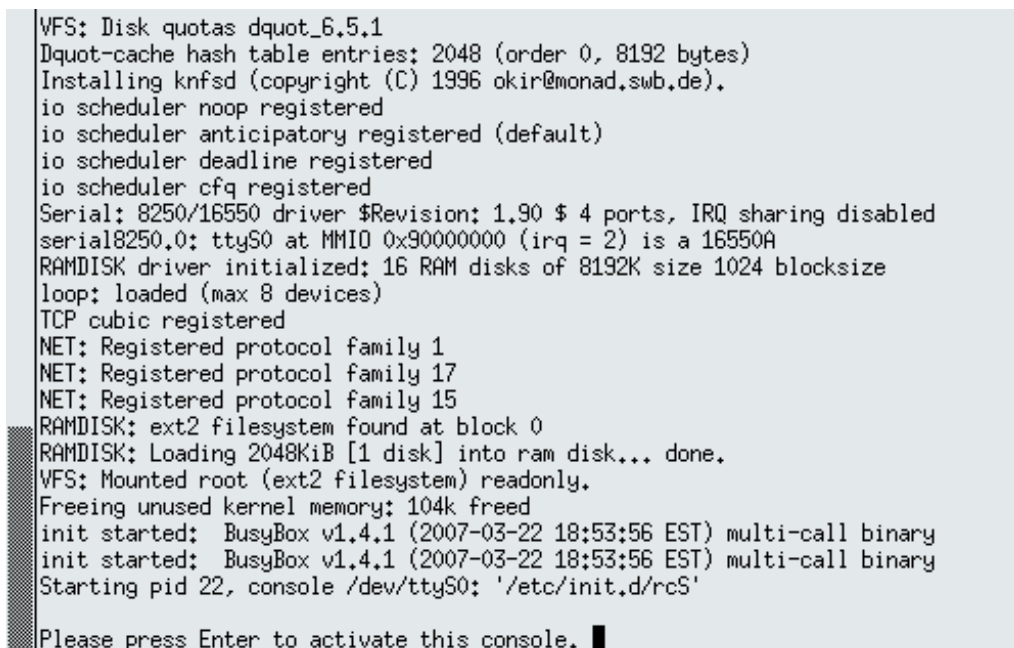 VFS: Disk quotas dquot_6.5.1
Dquot-cache hash table entries: 2048 (order 0, 8192 bytes)
Installing knfsd (copyright (C) 1996 okir@monad.swb.de).
io scheduler noop registered
io scheduler anticipatory registered (default)
io scheduler deadline registered
io scheduler cfq registered
Serial: 8250/16550 driver $Revision: 1.90 $ 4 ports, IRQ sharing disabled
serial8250.0: ttyS0 at MMIO 0x90000000 (irq = 2) is a 16550A
RAMDISK driver initialized: 16 RAM disks of 8192K size 1024 blocksize
loop: loaded (max 8 devices)
TCP cubic registered
NET: Registered protocol family 1
NET: Registered protocol family 17
NET: Registered protocol family 15
RAMDISK: ext2 filesystem found at block 0
RAMDISK: Loading 2048KiB [1 disk] into ram disk... done.
VFS: Mounted root (ext2 filesystem) readonly.
Freeing unused kernel memory: 104k freed
init started:  BusyBox v1.4.1 (2007-03-22 18:53:56 EST) multi-call binary
init started:  BusyBox v1.4.1 (2007-03-22 18:53:56 EST) multi-call binary
Starting pid 22, console /dev/ttyS0: '/etc/init.d/rcS'
Please press Enter to activate this console.